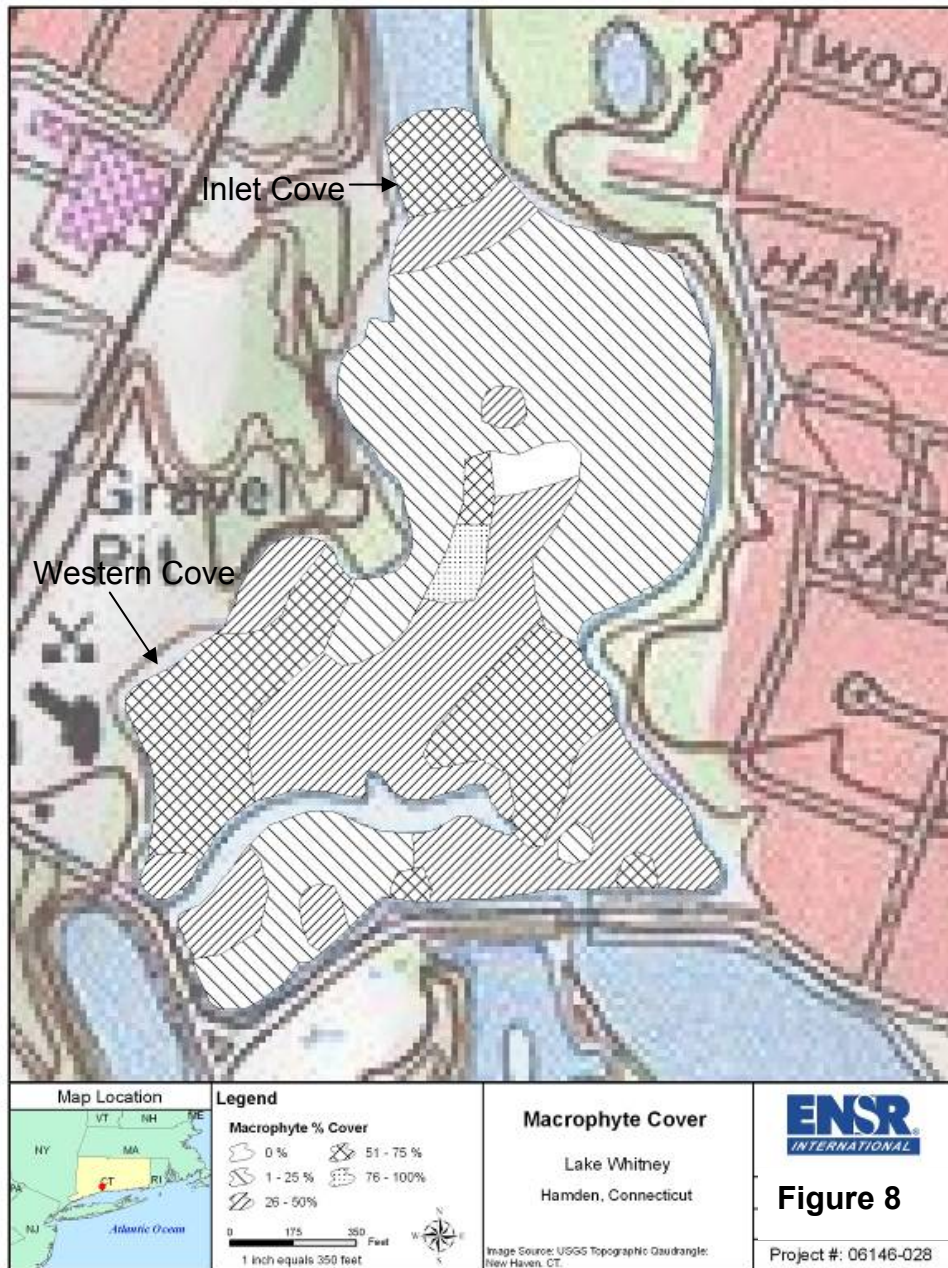 WOO
Inlet Cove
Gravel
Pit
Western Cove
Map Location
VT NH ME
NY MA
CT RI
PA
NJ
Atlantic Ocean
Legend
Macrophyte % Cover
0 %
1 - 25 %
26 - 50%
51 - 75 %
76 - 100%
0 175 350
Feet
1 inch equals 350 feet
N
W E
S
Macrophyte Cover
Lake Whitney
Hamden, Connecticut
Image Source: USGS Topographic Qaudrangle:
New Haven, CT.
ENSR
INTERNATIONAL
Figure 8
Project #: 06146-028